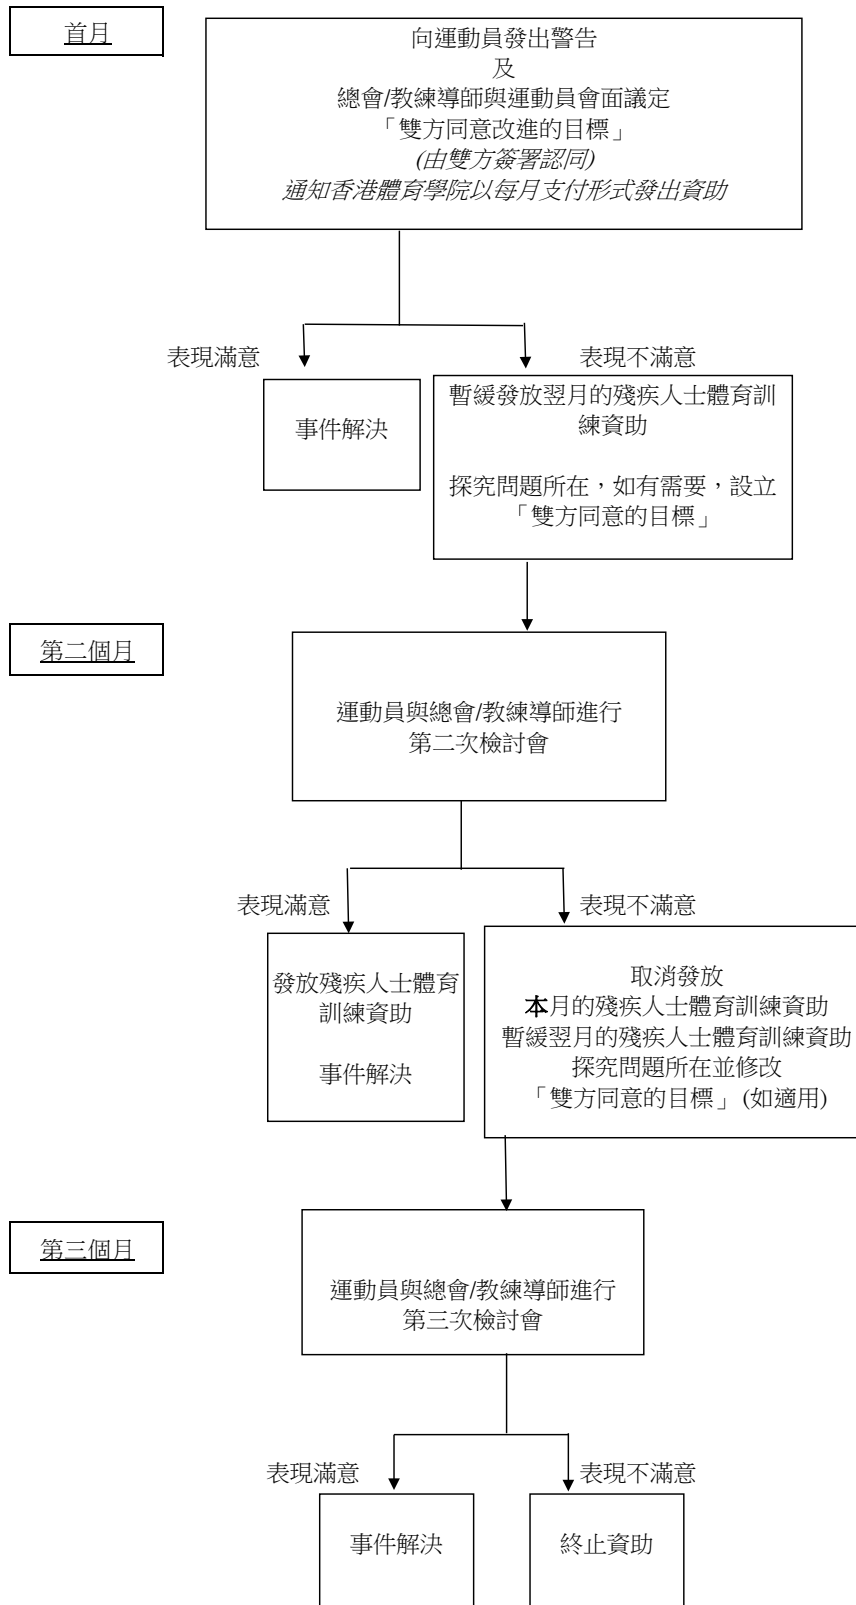 首月
向運動員發出警告
及
總會/教練導師與運動員會面議定
「雙方同意改進的目標」
(由雙方簽署認同)
通知香港體育學院以每月支付形式發出資助
表現滿意
表現不滿意
事件解決
暫緩發放翌月的殘疾人士體育訓
練資助
探究問題所在，如有需要，設立
「雙方同意的目標」
第二個月
運動員與總會/教練導師進行
第二次檢討會
表現滿意
表現不滿意
發放殘疾人士體育
訓練資助
事件解決
取消發放
本月的殘疾人士體育訓練資助
暫緩翌月的殘疾人士體育訓練資助
探究問題所在並修改
「雙方同意的目標」(如適用)
第三個月
運動員與總會/教練導師進行
第三次檢討會
表現滿意
表現不滿意
事件解決
終止資助